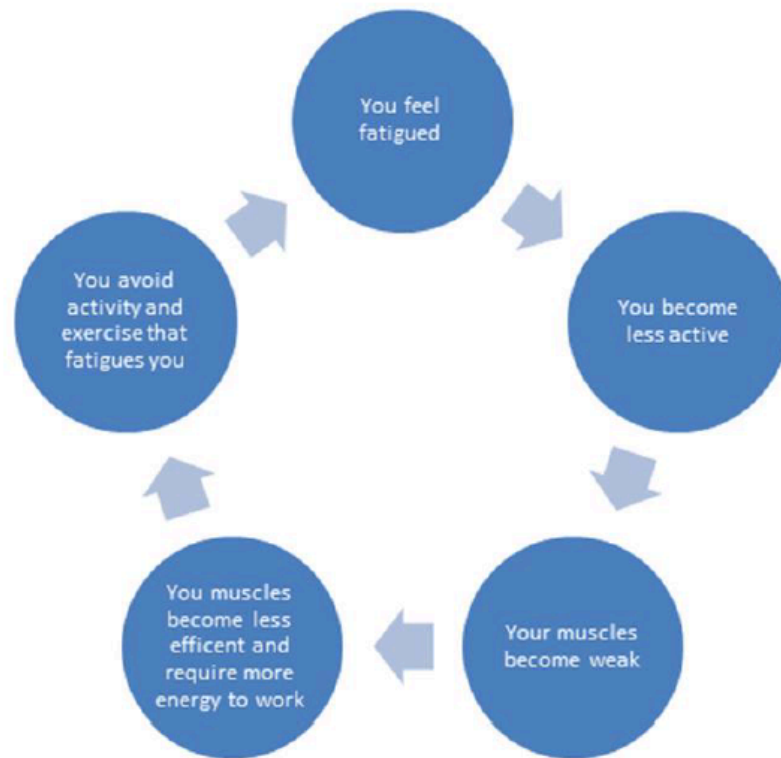 You feel
fatigued
You become
less active
Your muscles
become weak
You muscles
become less
efficent and
require more
energy to work
You avoid
activity and
exercise that
fatigues you